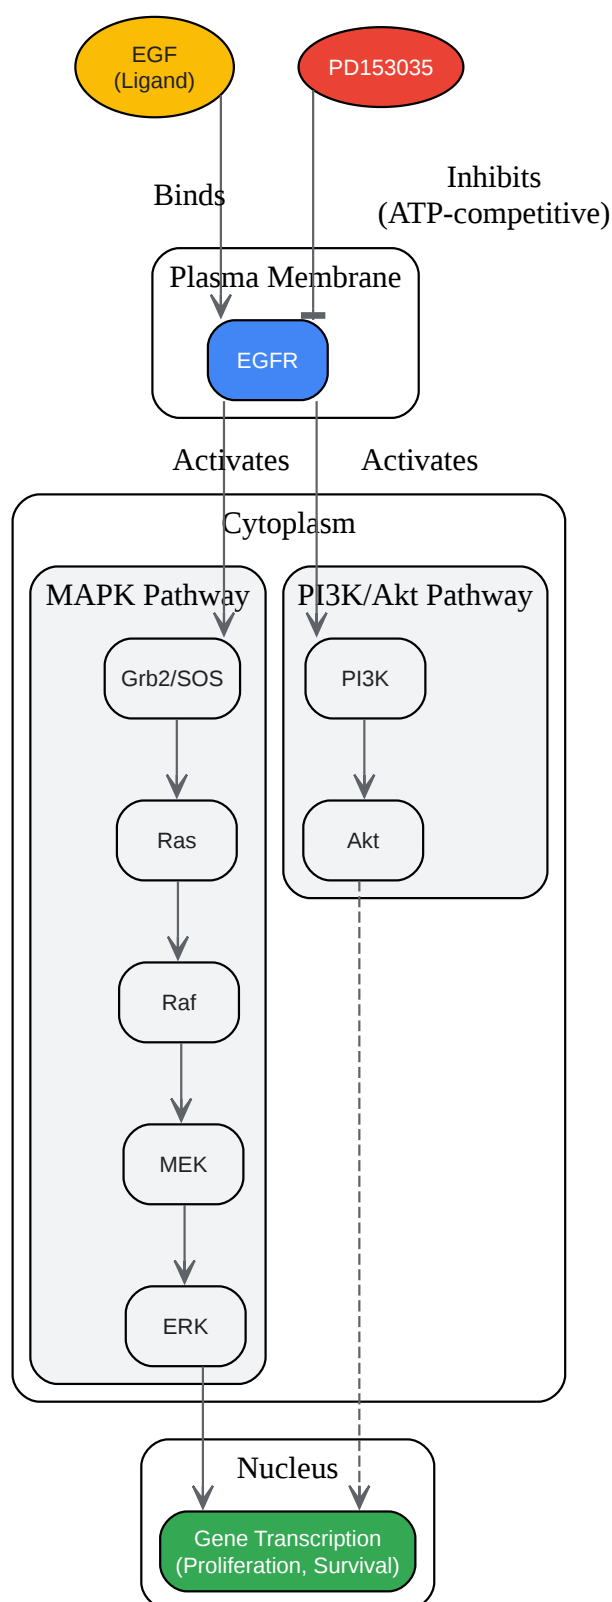 EGF
(Ligand)
PD153035
Binds
Inhibits
(ATP-competitive)
Plasma Membrane
EGFR
Activates
Activates
Cytoplasm
MAPK Pathway
PI3K/Akt Pathway
Grb2/SOS
PI3K
Ras
Akt
Raf
MEK
ERK
Nucleus
Gene Transcription
(Proliferation, Survival)